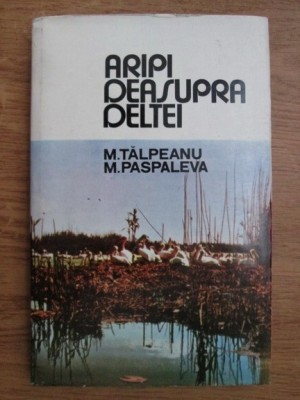 ARIPI
DEASUPRA
DELTEI
M.TĂLPEANU
M.PASPALEVA